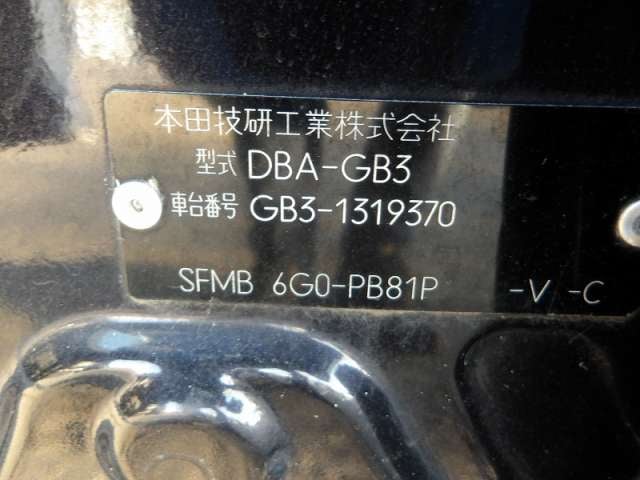 本田技研工業株式会社
型式 DBA-GB3
車台番号 GB3-1319370
SFMB 6G0-PB81P -V -C